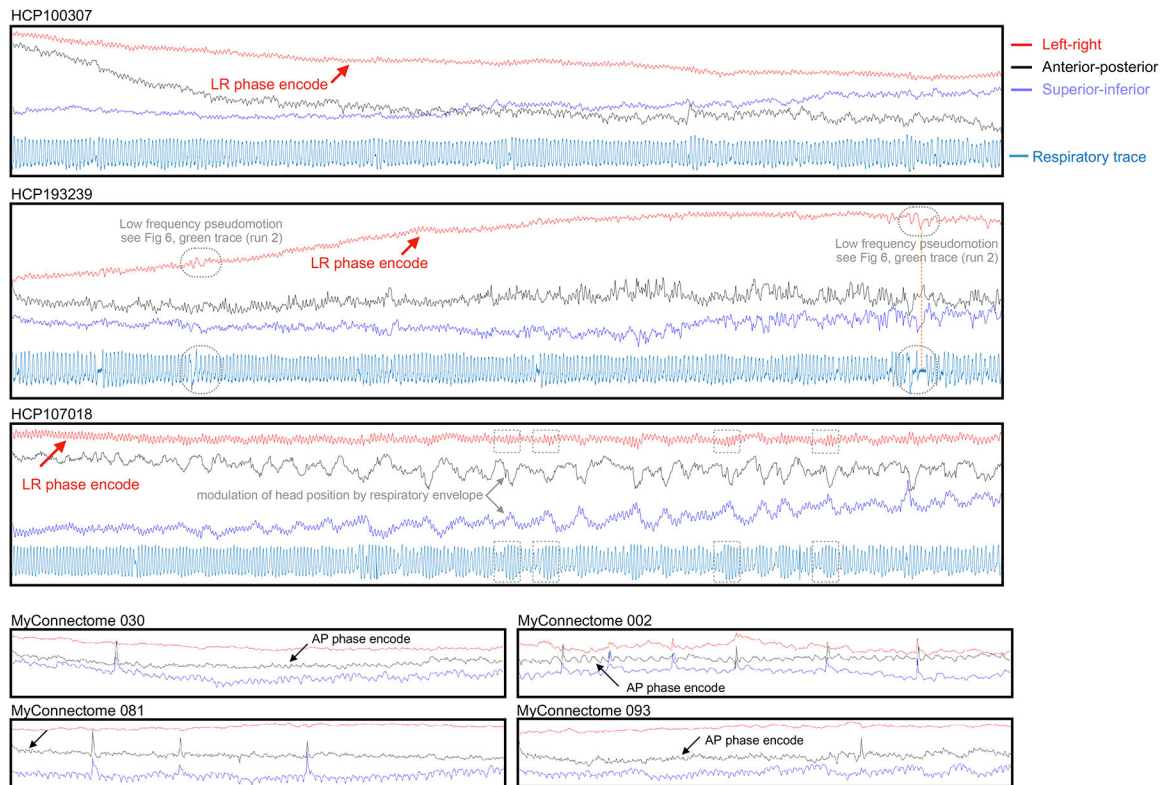 HCP100307
LR phase encode
Left-right
Anterior-posterior
Superior-inferior
Respiratory trace
HCP193239
Low frequency pseudomotion
see Fig 6, green trace (run 2)
LR phase encode
Low frequency pseudomotion
see Fig 6, green trace (run 2)
HCP107018
LR phase encode
modulation of head position by respiratory envelope
MyConnectome 030
AP phase encode
MyConnectome 002
AP phase encode
MyConnectome 081
MyConnectome 093
AP phase encode